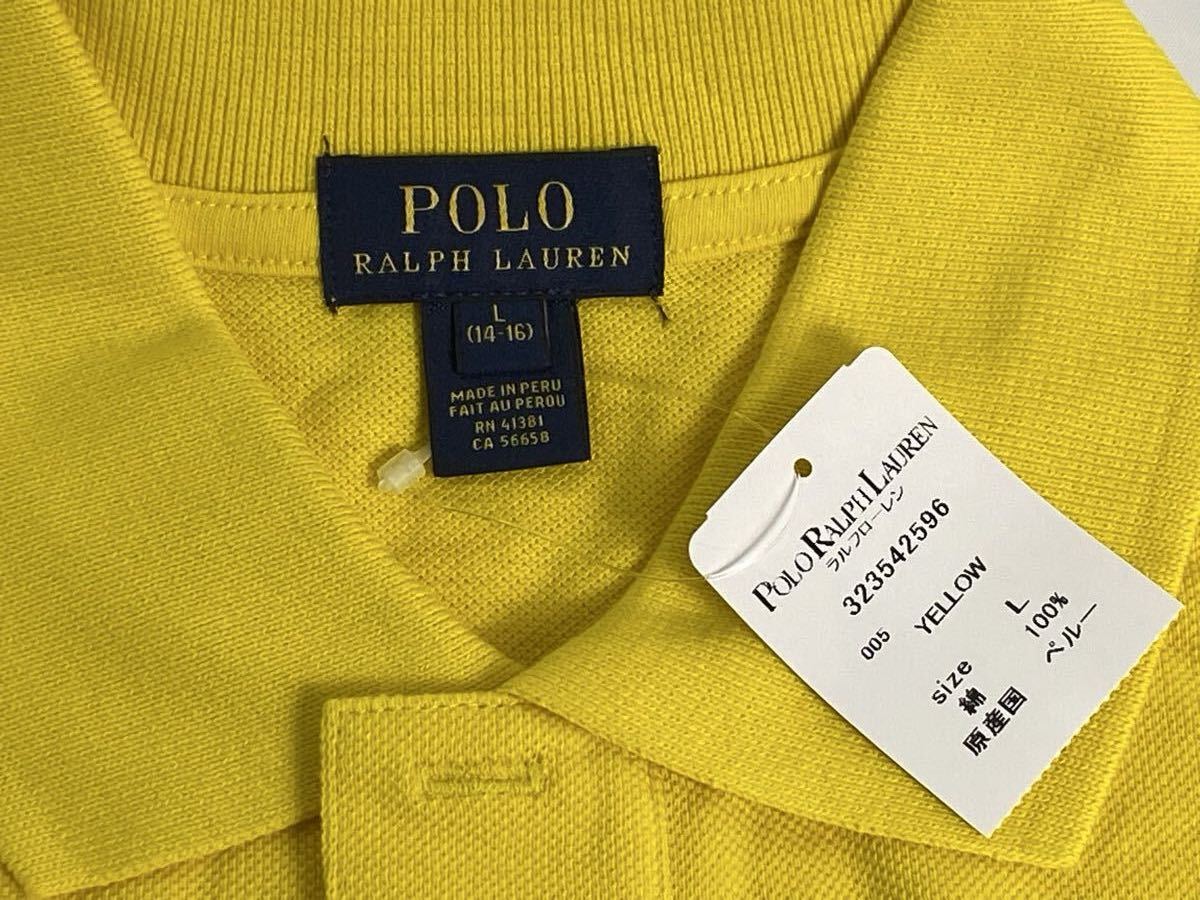 POLO
RALPH LAUREN
L
(14-16)
MADE IN PERU
FAIT AU PEROU
RN 41381
CA 56658
POLO RALPH LAUREN
ラルフローレン
323542596
005 YELLOW
size L
綿 100%
原産国 ペルー